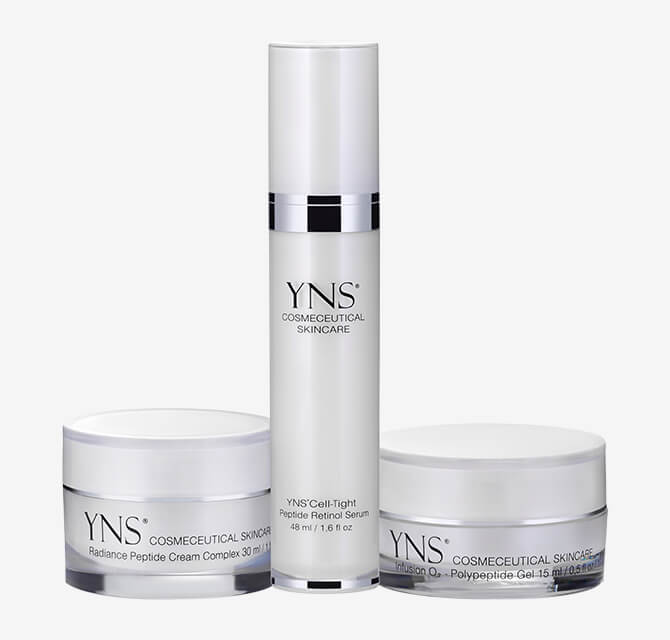 YNS®
COSMECEUTICAL
SKINCARE
YNS® Cell-Tight
Peptide Retinol Serum
48 ml / 1,6 fl oz
YNS® COSMECEUTICAL SKINCARE
Radiance Peptide Cream Complex 30 ml /
YNS® COSMECEUTICAL SKINCARE
Infusion O₂ - Polypeptide Gel 15 ml / 0,5 fl